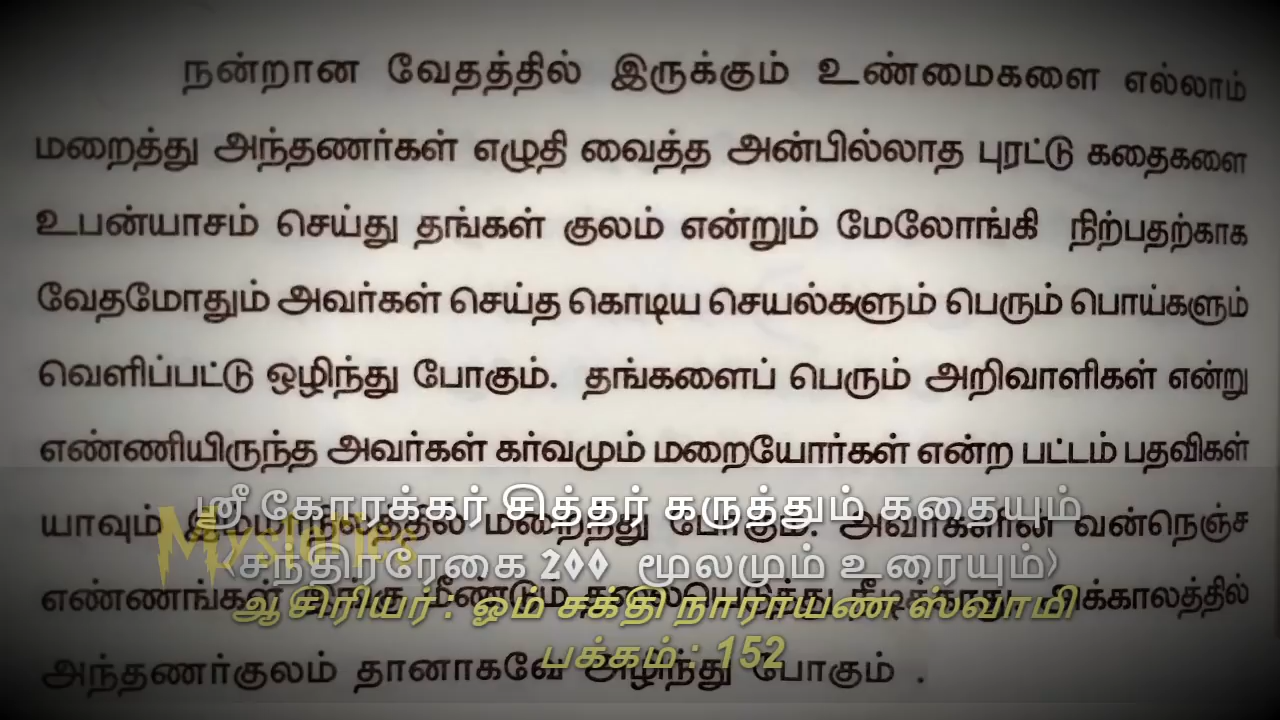 நன்றான வேதத்தில் இருக்கும் உண்மைகளை எல்லாம்
மறைத்து அந்தணர்கள் எழுதி வைத்த அன்பில்லாத புரட்டு கதைகளை
உபன்யாசம் செய்து தங்கள் குலம் என்றும் மேலோங்கி நிற்பதற்காக
வேதமோதும் அவர்கள் செய்த கொடிய செயல்களும் பெரும் பொய்களும்
வெளிப்பட்டு ஒழிந்து போகும். தங்களைப் பெரும் அறிவாளிகள் என்று
எண்ணியிருந்த அவர்கள் கர்வமும் மறையோர்கள் என்ற பட்டம் பதவிகள்
யாவும் மறைந்து போகும். அவர்களின் வன்நெஞ்ச
ஸ்ரீ கோரக்கர் சித்தர் கருத்தும் கதையும்
Mysteries
(சந்திரரேகை 200 மூலமும் உரையும்)
எண்ணங்கள் மீண்டும்
ஆசிரியர் : ஓம் சக்தி நாராயண ஸ்வாமி
பக்கம் : 152
அந்தணர்குலம் தானாகவே அழிந்து போகும் .